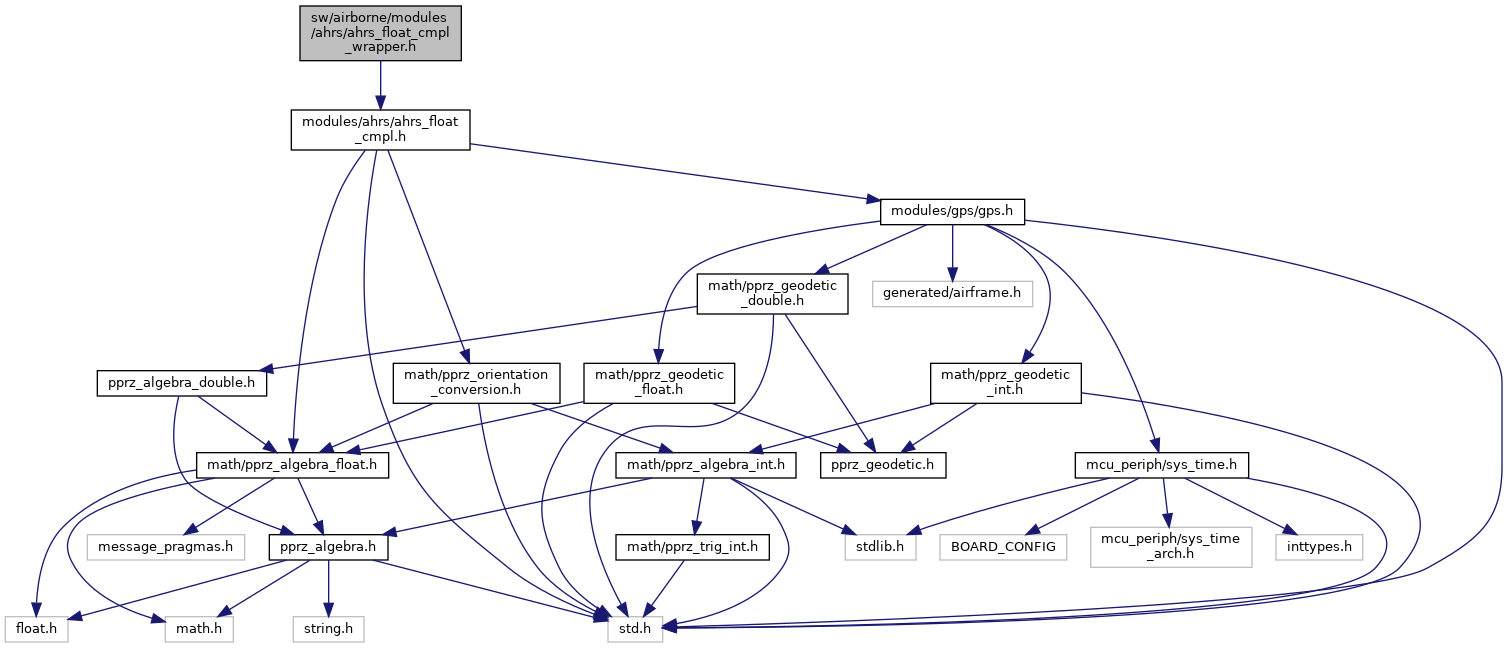 sw/airborne/modules
/ahrs/ahrs_float_cmpl
_wrapper.h
modules/ahrs/ahrs_float
_cmpl.h
modules/gps/gps.h
math/pprz_geodetic
_double.h
generated/airframe.h
pprz_algebra_double.h
math/pprz_orientation
_conversion.h
math/pprz_geodetic
_float.h
math/pprz_geodetic
_int.h
math/pprz_algebra_float.h
math/pprz_algebra_int.h
pprz_geodetic.h
mcu_periph/sys_time.h
message_pragmas.h
pprz_algebra.h
math/pprz_trig_int.h
stdlib.h
BOARD_CONFIG
mcu_periph/sys_time
_arch.h
inttypes.h
float.h
math.h
string.h
std.h